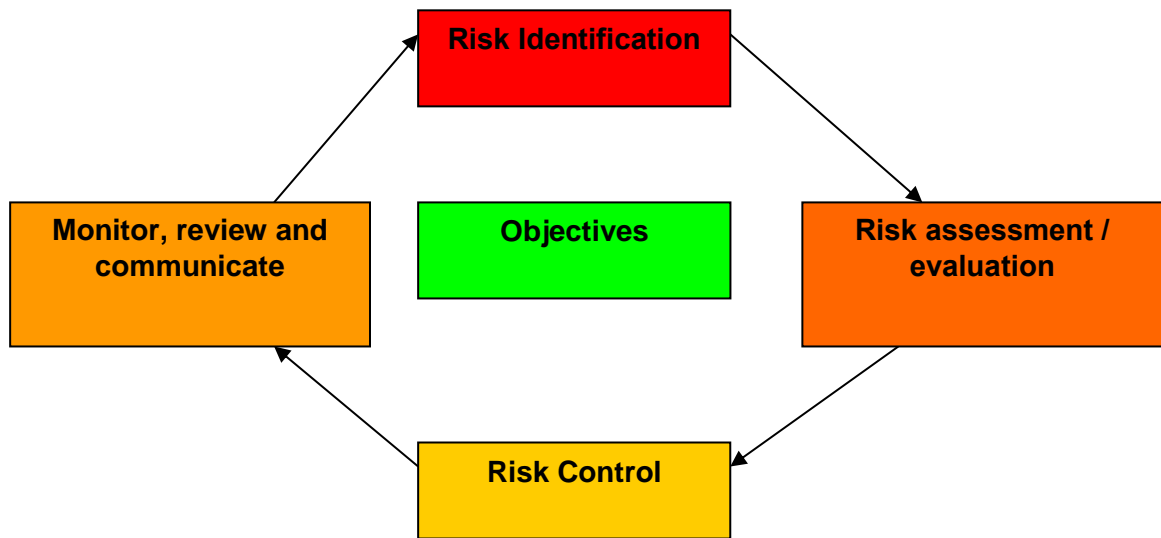 Risk Identification
Monitor, review and
communicate
Objectives
Risk assessment /
evaluation
Risk Control